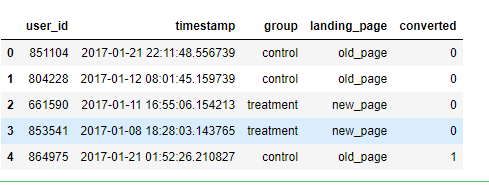 user_id timestamp group landing_page converted
0 851104 2017-01-21 22:11:48.556739 control old_page 0
1 804228 2017-01-12 08:01:45.159739 control old_page 0
2 661590 2017-01-11 16:55:06.154213 treatment new_page 0
3 853541 2017-01-08 18:28:03.143765 treatment new_page 0
4 864975 2017-01-21 01:52:26.210827 control old_page 1